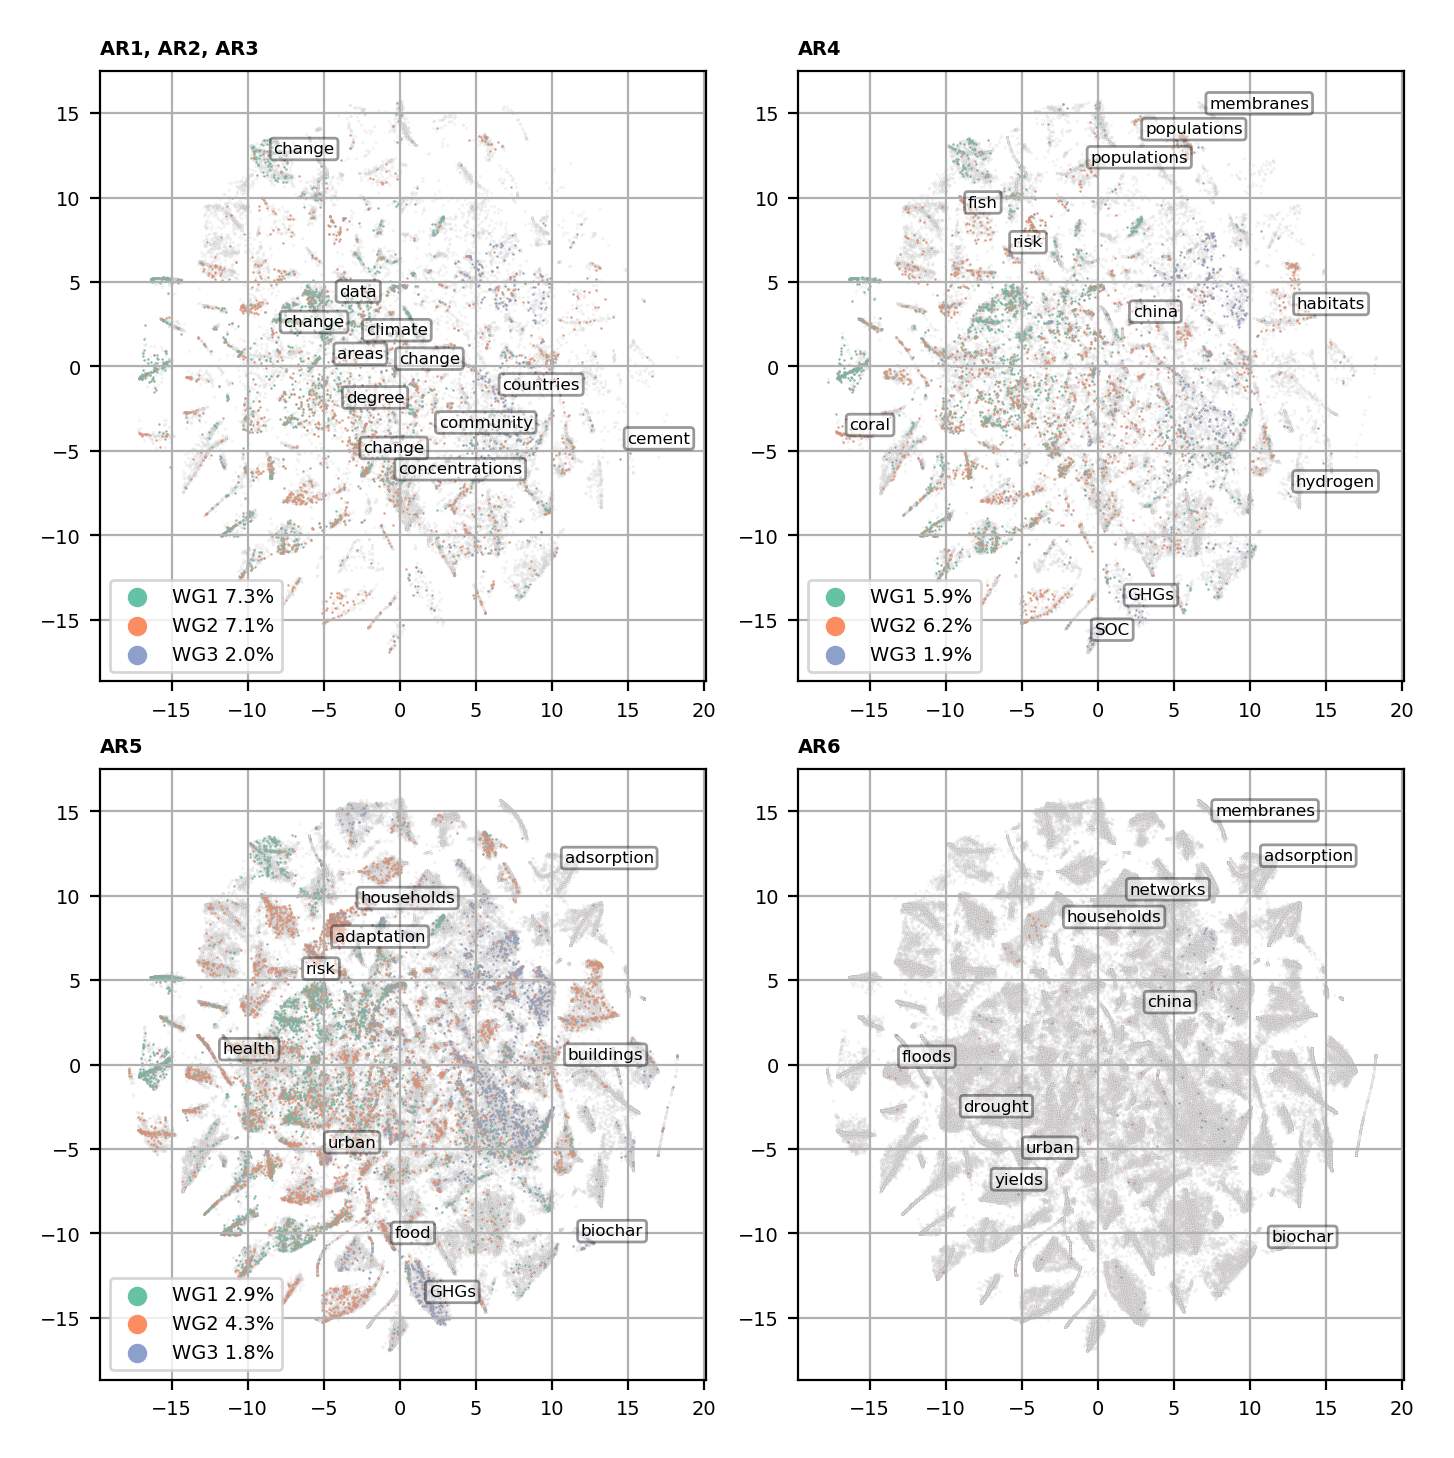 AR1, AR2, AR3
15
10
5
0
−5
−10
−15
change
data
change
climate
areas
change
countries
degree
community
cement
change
concentrations
WG1 7.3%
WG2 7.1%
WG3 2.0%
−15
−10
−5
0
5
10
15
20
AR4
15
10
5
0
−5
−10
−15
membranes
populations
populations
fish
risk
habitats
china
coral
hydrogen
GHGs
SOC
WG1 5.9%
WG2 6.2%
WG3 1.9%
−15
−10
−5
0
5
10
15
20
AR5
15
10
5
0
−5
−10
−15
adsorption
households
adaptation
risk
health
buildings
urban
food
biochar
GHGs
WG1 2.9%
WG2 4.3%
WG3 1.8%
−15
−10
−5
0
5
10
15
20
AR6
15
10
5
0
−5
−10
−15
membranes
adsorption
networks
households
china
floods
drought
urban
yields
biochar
−15
−10
−5
0
5
10
15
20